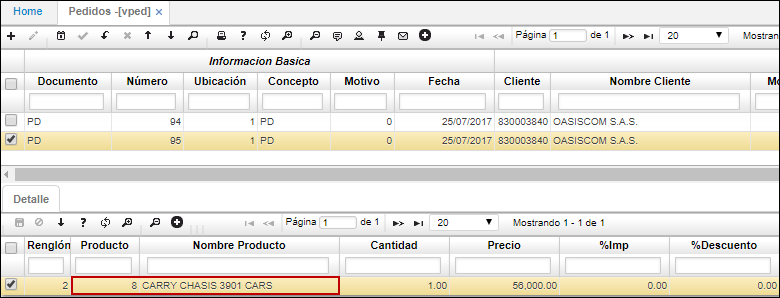 Home Pedidos -[vped] ×
Página 1 de 1 20 Mostrando
Informacion Basica
Documento Número Ubicación Concepto Motivo Fecha Cliente Nombre Cliente Mo
PD 94 1 PD 0 25/07/2017 830003840 OASISCOM S.A.S.
PD 95 1 PD 0 25/07/2017 830003840 OASISCOM S.A.S.
Detalle
Página 1 de 1 20 Mostrando 1 - 1 de 1
Renglón Producto Nombre Producto Cantidad Precio %Imp %Descuento
2 8 CARRY CHASIS 3901 CARS 1.00 56,000.00 0.00 0.00